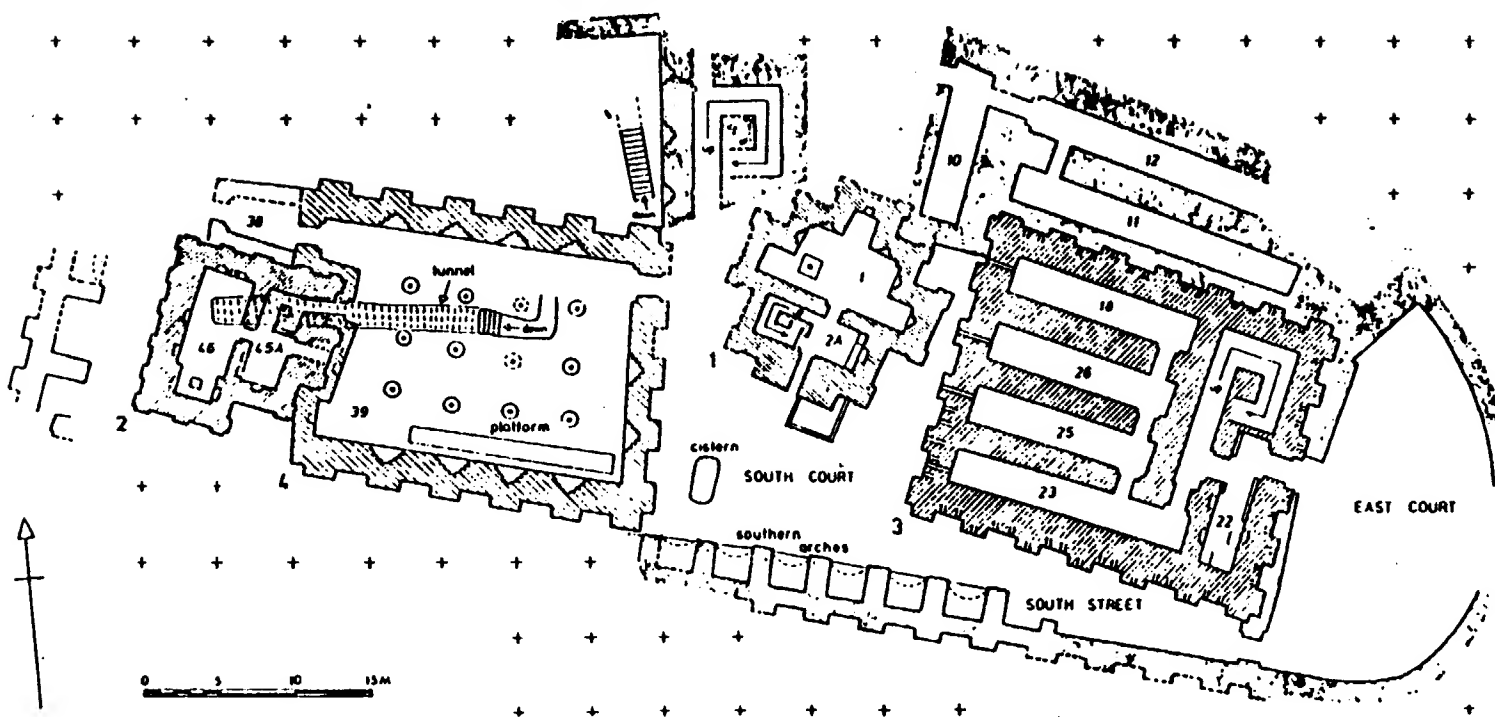 10
12
11
38
tunnel
1
18
down
46
45A
2A
1
26
39
25
2
platform
cistern
4
SOUTH COURT
23
22
EAST COURT
3
southern
arches
SOUTH STREET
0 5 10 15M